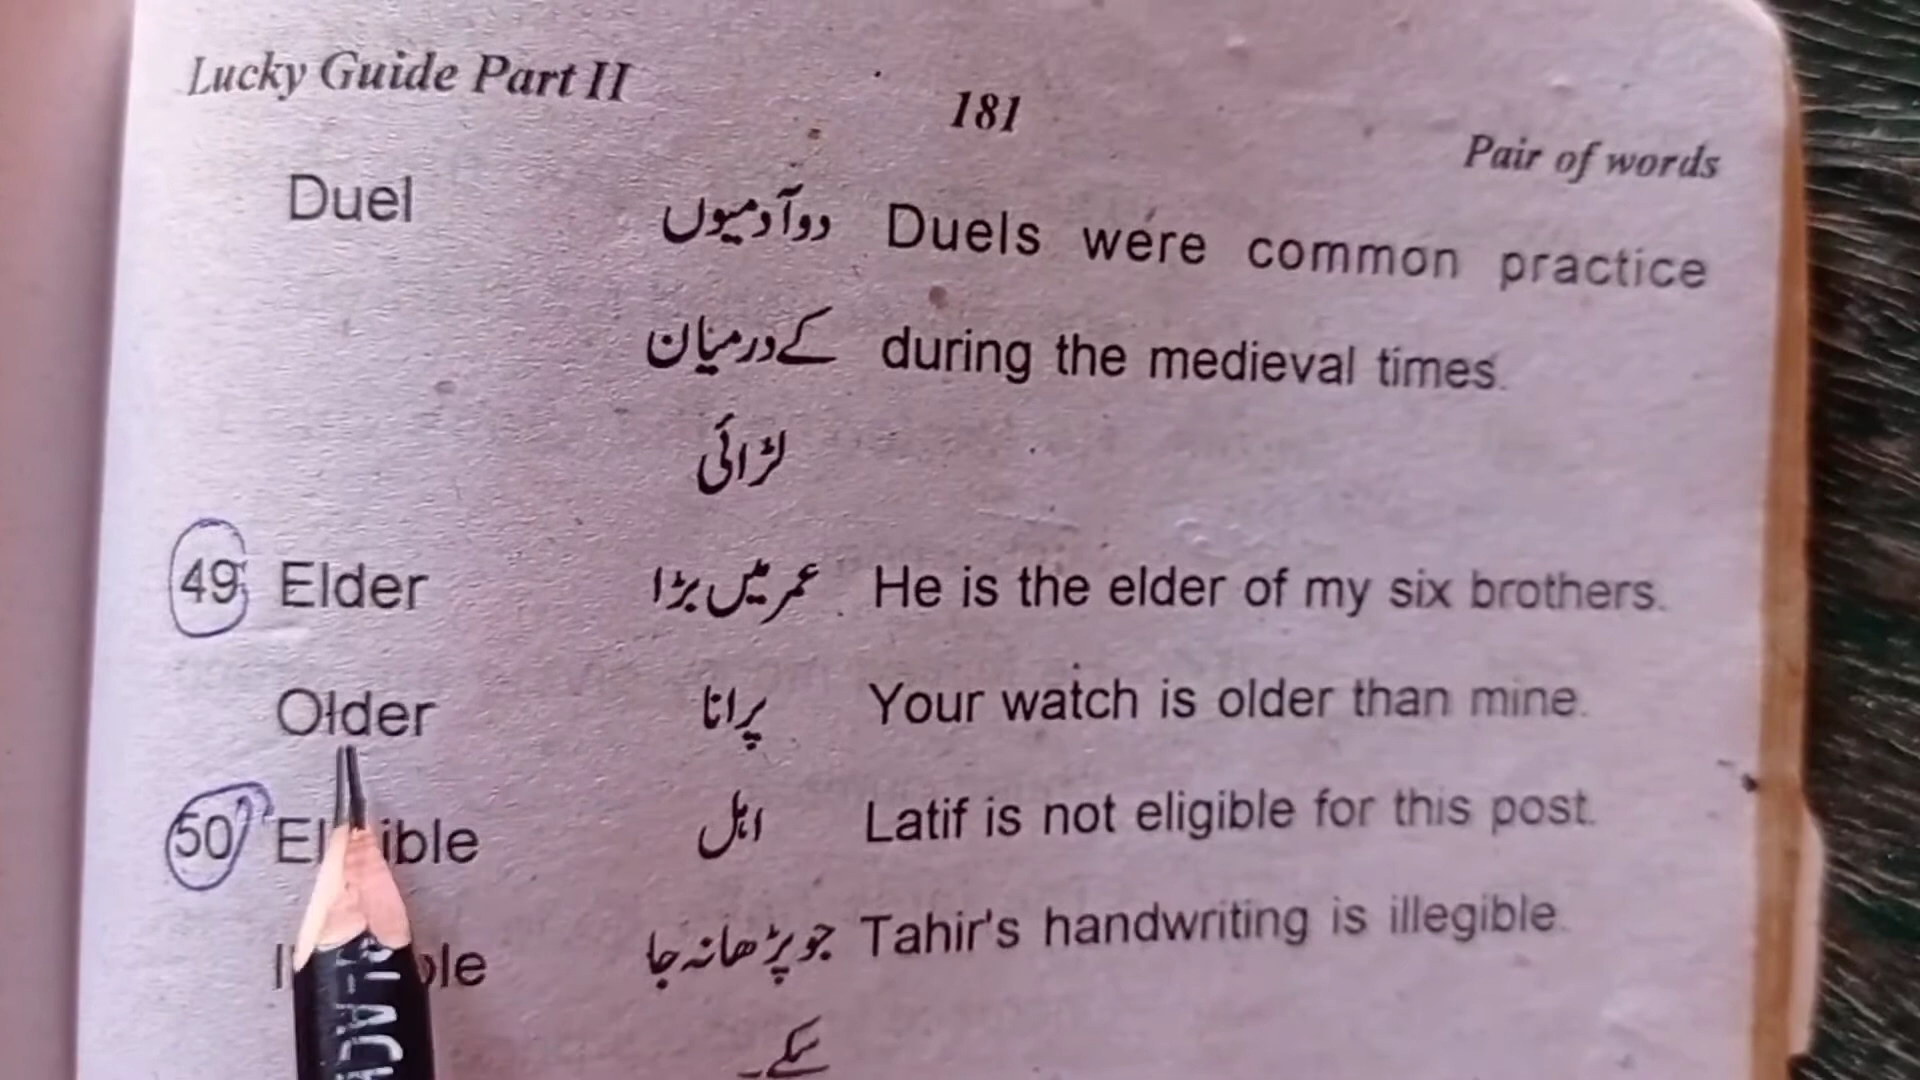 Lucky Guide Part II 181 Pair of words
Duel دو آدمیوں Duels were common practice
کے درمیان during the medieval times.
لڑائی
49 Elder عمر میں بڑا He is the elder of my six brothers.
Older پرانا Your watch is older than mine.
50 اہل Latif is not eligible for this post.
جو پڑھا نہ جا Tahir's handwriting is illegible.
سکے۔